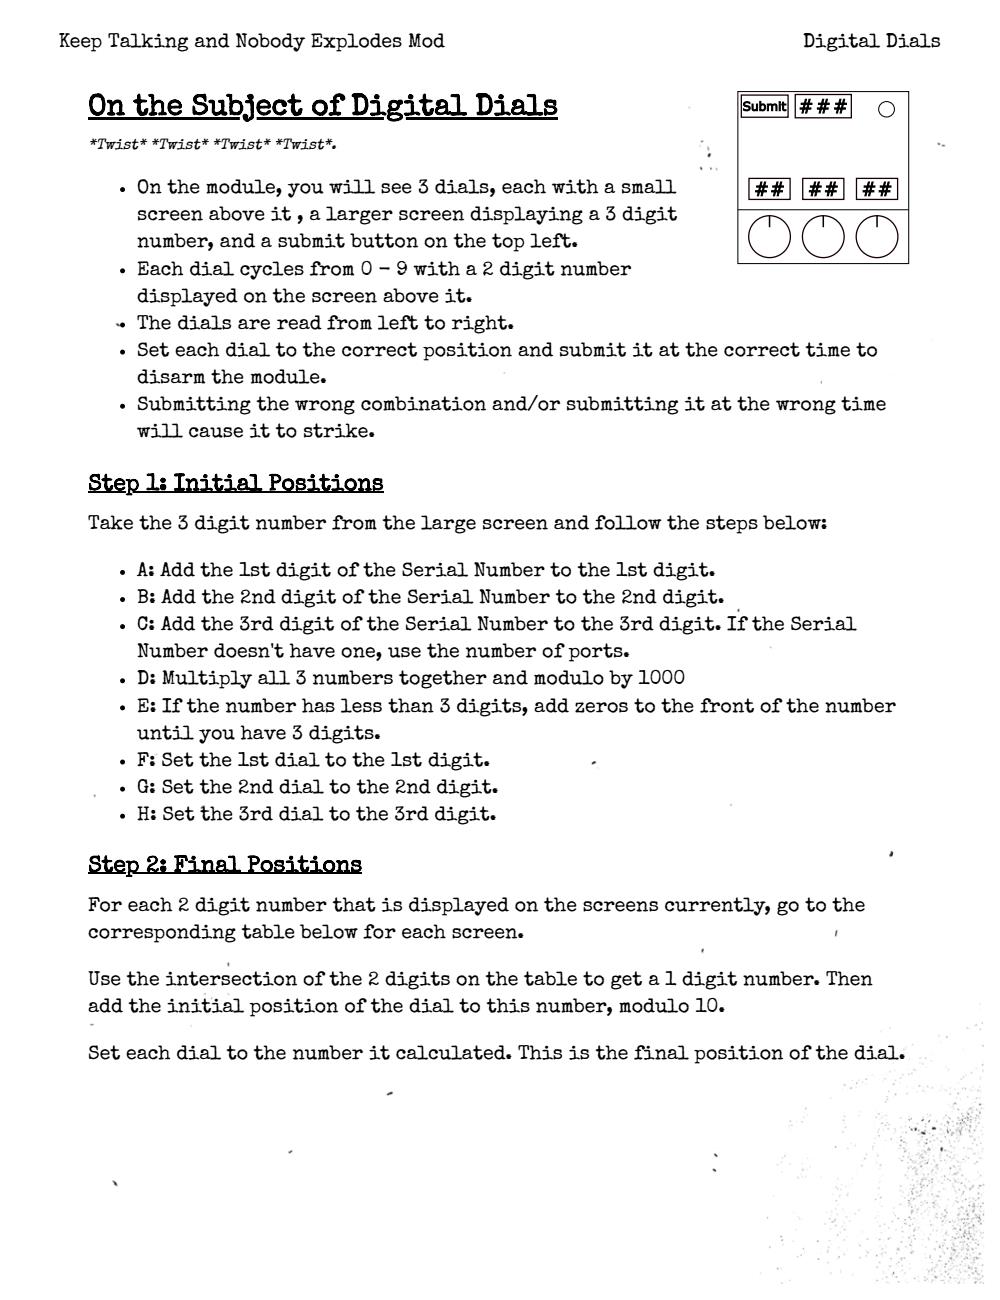 Keep Talking and Nobody Explodes Mod
Digital Dials
On the Subject of Digital Dials
*Twist* *Twist* *Twist* *Twist*.
Submit ###
## ## ##
• On the module, you will see 3 dials, each with a small
screen above it , a larger screen displaying a 3 digit
number, and a submit button on the top left.
• Each dial cycles from 0 - 9 with a 2 digit number
displayed on the screen above it.
• The dials are read from left to right.
• Set each dial to the correct position and submit it at the correct time to
disarm the module.
• Submitting the wrong combination and/or submitting it at the wrong time
will cause it to strike.
Step 1: Initial Positions
Take the 3 digit number from the large screen and follow the steps below:
• A: Add the 1st digit of the Serial Number to the 1st digit.
• B: Add the 2nd digit of the Serial Number to the 2nd digit.
• C: Add the 3rd digit of the Serial Number to the 3rd digit. If the Serial
Number doesn't have one, use the number of ports.
• D: Multiply all 3 numbers together and modulo by 1000
• E: If the number has less than 3 digits, add zeros to the front of the number
until you have 3 digits.
• F: Set the 1st dial to the 1st digit.
• G: Set the 2nd dial to the 2nd digit.
• H: Set the 3rd dial to the 3rd digit.
Step 2: Final Positions
For each 2 digit number that is displayed on the screens currently, go to the
corresponding table below for each screen.
Use the intersection of the 2 digits on the table to get a 1 digit number. Then
add the initial position of the dial to this number, modulo 10.
Set each dial to the number it calculated. This is the final position of the dial.